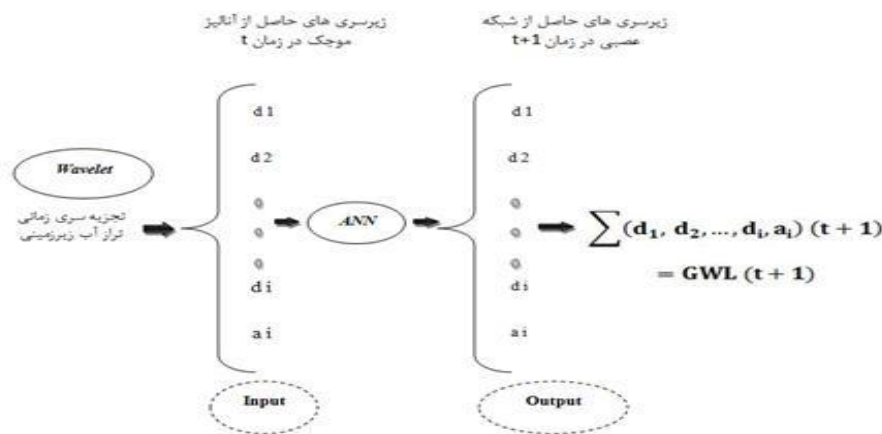 زیرسری های حاصل از آنالیز
موجک در زمان t
زیرسری های حاصل از شبکه
عصبی در زمان t+1
Wavelet
تجزیه سری زمانی
تراز آب زیرزمینی
d1
d2
di
ai
Input
ANN
d1
d2
di
ai
Output
∑(d₁, d₂, ..., dᵢ, aᵢ) (t + 1)
= GWL (t + 1)